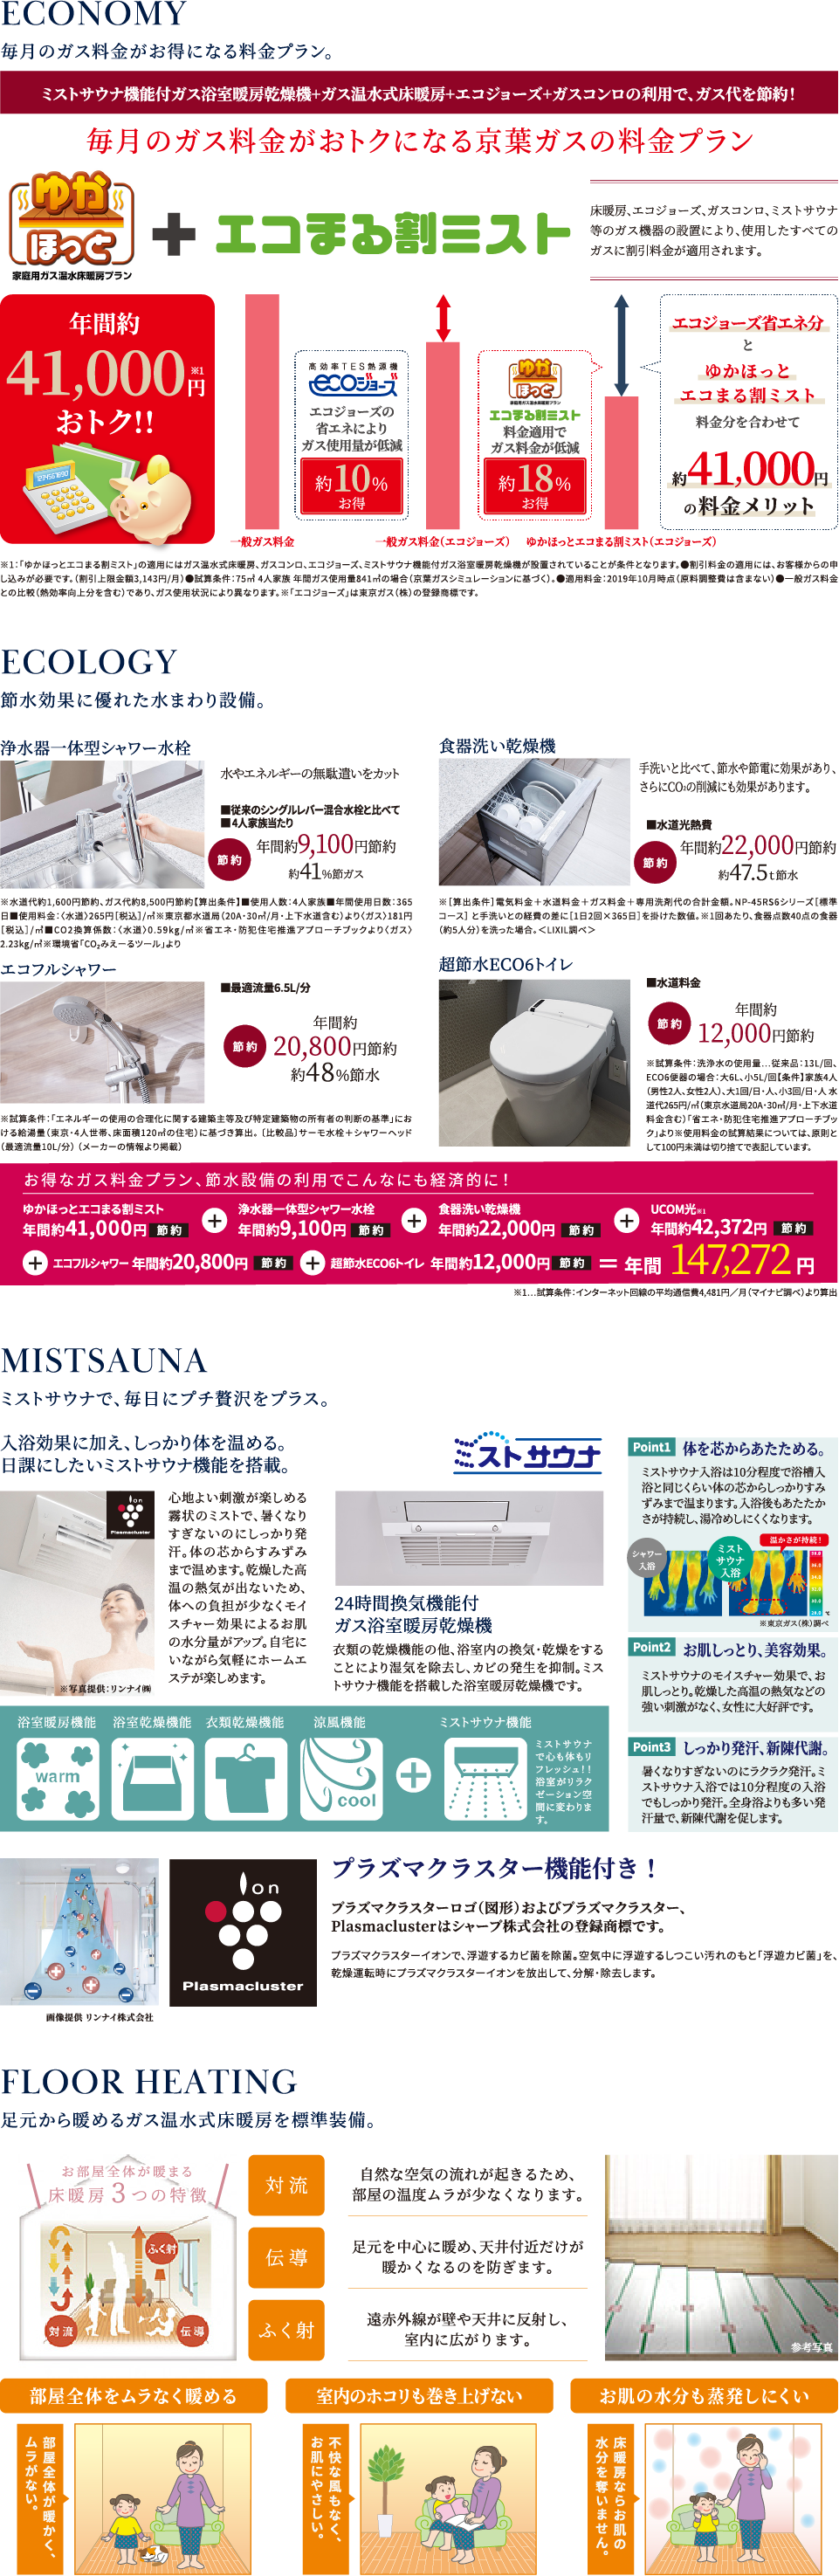 ECONOMY
毎月のガス料金がお得になる料金プラン。
ミストサウナ機能付ガス浴室暖房乾燥機+ガス温水式床暖房+エコジョーズ+ガスコンロの利用で、ガス代を節約!
毎月のガス料金がおトクになる京葉ガスの料金プラン
ゆか
ほっと
家庭用ガス温水床暖房プラン
+
エコまる割ミスト
床暖房、エコジョーズ、ガスコンロ、ミストサウナ
等のガス機器の設置により、使用したすべての
ガスに割引料金が適用されます。
年間約
41,000円※1
おトク!!
高効率TES熱源機
ecoジョーズ
エコジョーズの
省エネにより
ガス使用量が低減
約10%
お得
ゆか
ほっと
家庭用ガス温水床暖房プラン
エコまる割ミスト
料金適用で
ガス料金が低減
約18%
お得
エコジョーズ省エネ分
と
ゆかほっと
エコまる割ミスト
料金分を合わせて
約41,000円
の料金メリット
一般ガス料金
一般ガス料金(エコジョーズ)
ゆかほっとエコまる割ミスト(エコジョーズ)
※1:「ゆかほっとエコまる割ミスト」の適用にはガス温水式床暖房、ガスコンロ、エコジョーズ、ミストサウナ機能付ガス浴室暖房乾燥機が設置されていることが条件となります。●割引料金の適用には、お客様からの申
し込みが必要です。(割引上限金額3,143円/月)●試算条件:75㎡ 4人家族 年間ガス使用量841㎥の場合(京葉ガスシミュレーションに基づく)。●適用料金:2019年10月時点(原料調整費は含まない)●一般ガス料金
との比較(熱効率向上分を含む)であり、ガス使用状況により異なります。※「エコジョーズ」は東京ガス(株)の登録商標です。
ECOLOGY
節水効果に優れた水まわり設備。
浄水器一体型シャワー水栓
水やエネルギーの無駄遣いをカット
■従来のシングルレバー混合水栓と比べて
■4人家族当たり
節約
年間約9,100円節約
約41%節ガス
※水道代約1,600円節約、ガス代約8,500円節約【算出条件】■使用人数:4人家族■年間使用日数:365
日■使用料金:〈水道〉265円[税込]/㎥※東京都水道局(20A・30㎥/月・上下水道含む)より〈ガス〉181円
[税込]/㎥■CO2換算係数:〈水道〉0.59kg/㎥※省エネ・防犯住宅推進アプローチブックより〈ガス〉
2.23kg/㎥※環境省「CO₂みえーるツール」より
食器洗い乾燥機
手洗いと比べて、節水や節電に効果があり、
さらにCO₂の削減にも効果があります。
■水道光熱費
節約
年間約22,000円節約
約47.5t節水
※[算出条件]電気料金+水道料金+ガス料金+専用洗剤代の合計金額。NP-45RS6シリーズ[標準
コース] と手洗いとの経費の差に[1日2回×365日]を掛けた数値。※1回あたり、食器点数40点の食器
(約5人分)を洗った場合。<LIXIL調べ>
エコフルシャワー
■最適流量6.5L/分
節約
年間約
20,800円節約
約48%節水
※試算条件:「エネルギーの使用の合理化に関する建築主等及び特定建築物の所有者の判断の基準」にお
ける給湯量(東京・4人世帯、床面積120㎡の住宅)に基づき算出。〔比較品〕サーモ水栓+シャワーヘッド
(最適流量10L/分)(メーカーの情報より掲載)
超節水ECO6トイレ
■水道料金
節約
年間約
12,000円節約
※試算条件:洗浄水の使用量…従来品:13L/回、
ECO6便器の場合:大6L、小5L/回【条件】家族4人
(男性2人、女性2人)、大1回/日・人、小3回/日・人 水
道代265円/㎥(東京水道局20A・30㎥/月・上下水道
料金含む)「省エネ・防犯住宅推進アプローチブッ
ク」より※使用料金の試算結果については、原則と
して100円未満は切り捨てで表記しています。
お得なガス料金プラン、節水設備の利用でこんなにも経済的に!
ゆかほっとエコまる割ミスト
年間約41,000円 節約
+
浄水器一体型シャワー水栓
年間約9,100円 節約
+
食器洗い乾燥機
年間約22,000円 節約
+
UCOM光※1
年間約42,372円 節約
+ エコフルシャワー 年間約20,800円 節約 + 超節水ECO6トイレ 年間約12,000円 節約 = 年間147,272円
※1…試算条件:インターネット回線の平均通信費4,481円/月(マイナビ調べ)より算出
MISTSAUNA
ミストサウナで、毎日にプチ贅沢をプラス。
入浴効果に加え、しっかり体を温める。
日課にしたいミストサウナ機能を搭載。
ミストサウナ
Ion
Plasmacluster
※写真提供:リンナイ㈱
心地よい刺激が楽しめる
霧状のミストで、暑くなり
すぎないのにしっかり発
汗。体の芯からすみずみ
まで温めます。乾燥した高
温の熱気が出ないため、
体への負担が少なくモイ
スチャー効果によるお肌
の水分量がアップ。自宅に
いながら気軽にホームエ
ステが楽しめます。
24時間換気機能付
ガス浴室暖房乾燥機
衣類の乾燥機能の他、浴室内の換気・乾燥をする
ことにより湿気を除去し、カビの発生を抑制。ミス
トサウナ機能を搭載した浴室暖房乾燥機です。
Point1 体を芯からあたためる。
ミストサウナ入浴は10分程度で浴槽入
浴と同じくらい体の芯からしっかりすみ
ずみまで温まります。入浴後もあたたか
さが持続し、湯冷めしにくくなります。
シャワー
入浴
ミスト
サウナ
入浴
温かさが持続!
※東京ガス(株)調べ
Point2 お肌しっとり、美容効果。
ミストサウナのモイスチャー効果で、お
肌しっとり。乾燥した高温の熱気などの
強い刺激がなく、女性に大好評です。
Point3 しっかり発汗、新陳代謝。
暑くなりすぎないのにラクラク発汗。ミ
ストサウナ入浴では10分程度の入浴
でもしっかり発汗。全身浴よりも多い発
汗量で、新陳代謝を促します。
浴室暖房機能
warm
浴室乾燥機能
衣類乾燥機能
涼風機能
cool
+
ミストサウナ機能
ミストサウナ
で心も体もリ
フレッシュ!!
浴室がリラク
ゼーション空
間に変わりま
す。
画像提供 リンナイ株式会社
Ion
Plasmacluster
プラズマクラスター機能付き!
プラズマクラスターロゴ(図形)およびプラズマクラスター、
Plasmaclusterはシャープ株式会社の登録商標です。
プラズマクラスターイオンで、浮遊するカビ菌を除菌。空気中に浮遊するしつこい汚れのもと「浮遊カビ菌」を、
乾燥運転時にプラズマクラスターイオンを放出して、分解・除去します。
FLOOR HEATING
足元から暖めるガス温水式床暖房を標準装備。
お部屋全体が暖まる
床暖房3つの特徴
ふく射
対流
伝導
対流
自然な空気の流れが起きるため、
部屋の温度ムラが少なくなります。
伝導
足元を中心に暖め、天井付近だけが
暖かくなるのを防ぎます。
ふく射
遠赤外線が壁や天井に反射し、
室内に広がります。
参考写真
部屋全体をムラなく暖める
部屋全体が暖かく、
ムラがない。
室内のホコリも巻き上げない
不快な風もなく、
お肌にやさしい。
お肌の水分も蒸発しにくい
床暖房ならお肌の
水分を奪いません。